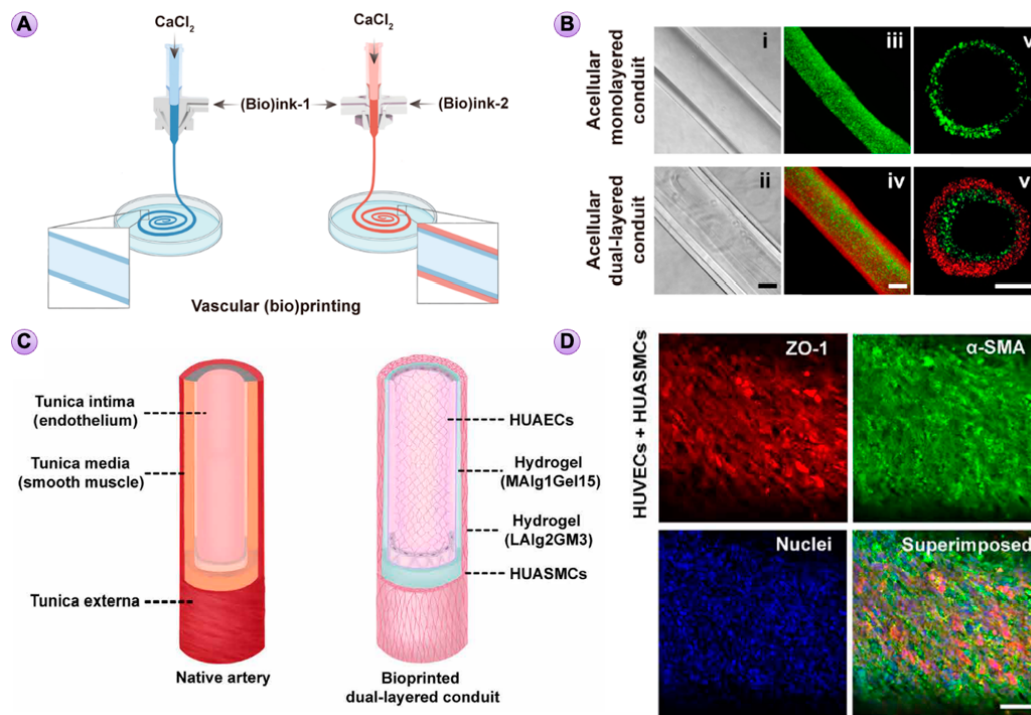 A
CaCl2
CaCl2
(Bio)ink-1
(Bio)ink-2
Vascular (bio)printing
B
Acellular
monolayered
conduit
i
iii
v
Acellular
dual-layered
conduit
ii
iv
v
C
Tunica intima
(endothelium)
Tunica media
(smooth muscle)
Tunica externa
Native artery
HUAECs
Hydrogel
(MAlg1Gel15)
Hydrogel
(LAlg2GM3)
HUASMCs
Bioprinted
dual-layered conduit
D
HUVECs + HUASMCs
ZO-1
α-SMA
Nuclei
Superimposed